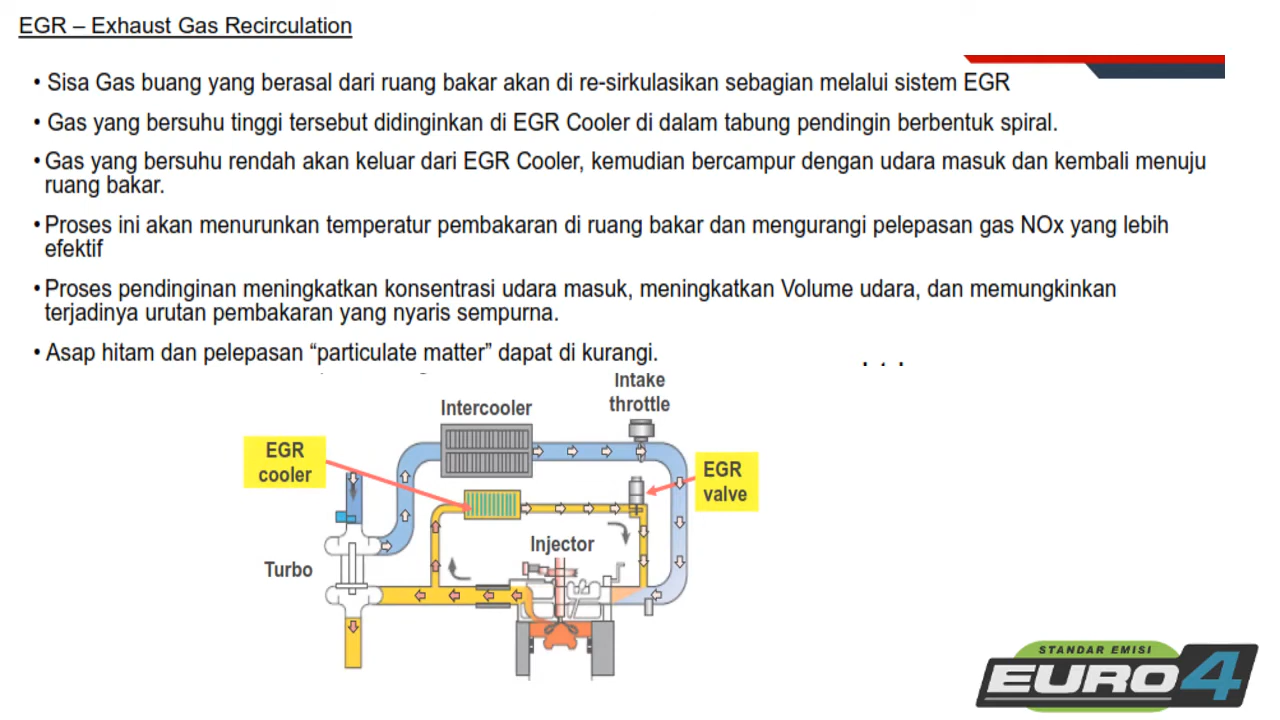 EGR – Exhaust Gas Recirculation
• Sisa Gas buang yang berasal dari ruang bakar akan di re-sirkulasikan sebagian melalui sistem EGR
• Gas yang bersuhu tinggi tersebut didinginkan di EGR Cooler di dalam tabung pendingin berbentuk spiral.
• Gas yang bersuhu rendah akan keluar dari EGR Cooler, kemudian bercampur dengan udara masuk dan kembali menuju
ruang bakar.
• Proses ini akan menurunkan temperatur pembakaran di ruang bakar dan mengurangi pelepasan gas NOx yang lebih
efektif
• Proses pendinginan meningkatkan konsentrasi udara masuk, meningkatkan Volume udara, dan memungkinkan
terjadinya urutan pembakaran yang nyaris sempurna.
• Asap hitam dan pelepasan “particulate matter” dapat di kurangi.
Intake
throttle
Intercooler
EGR
cooler
EGR
valve
Injector
Turbo
STANDAR EMISI
EURO 4